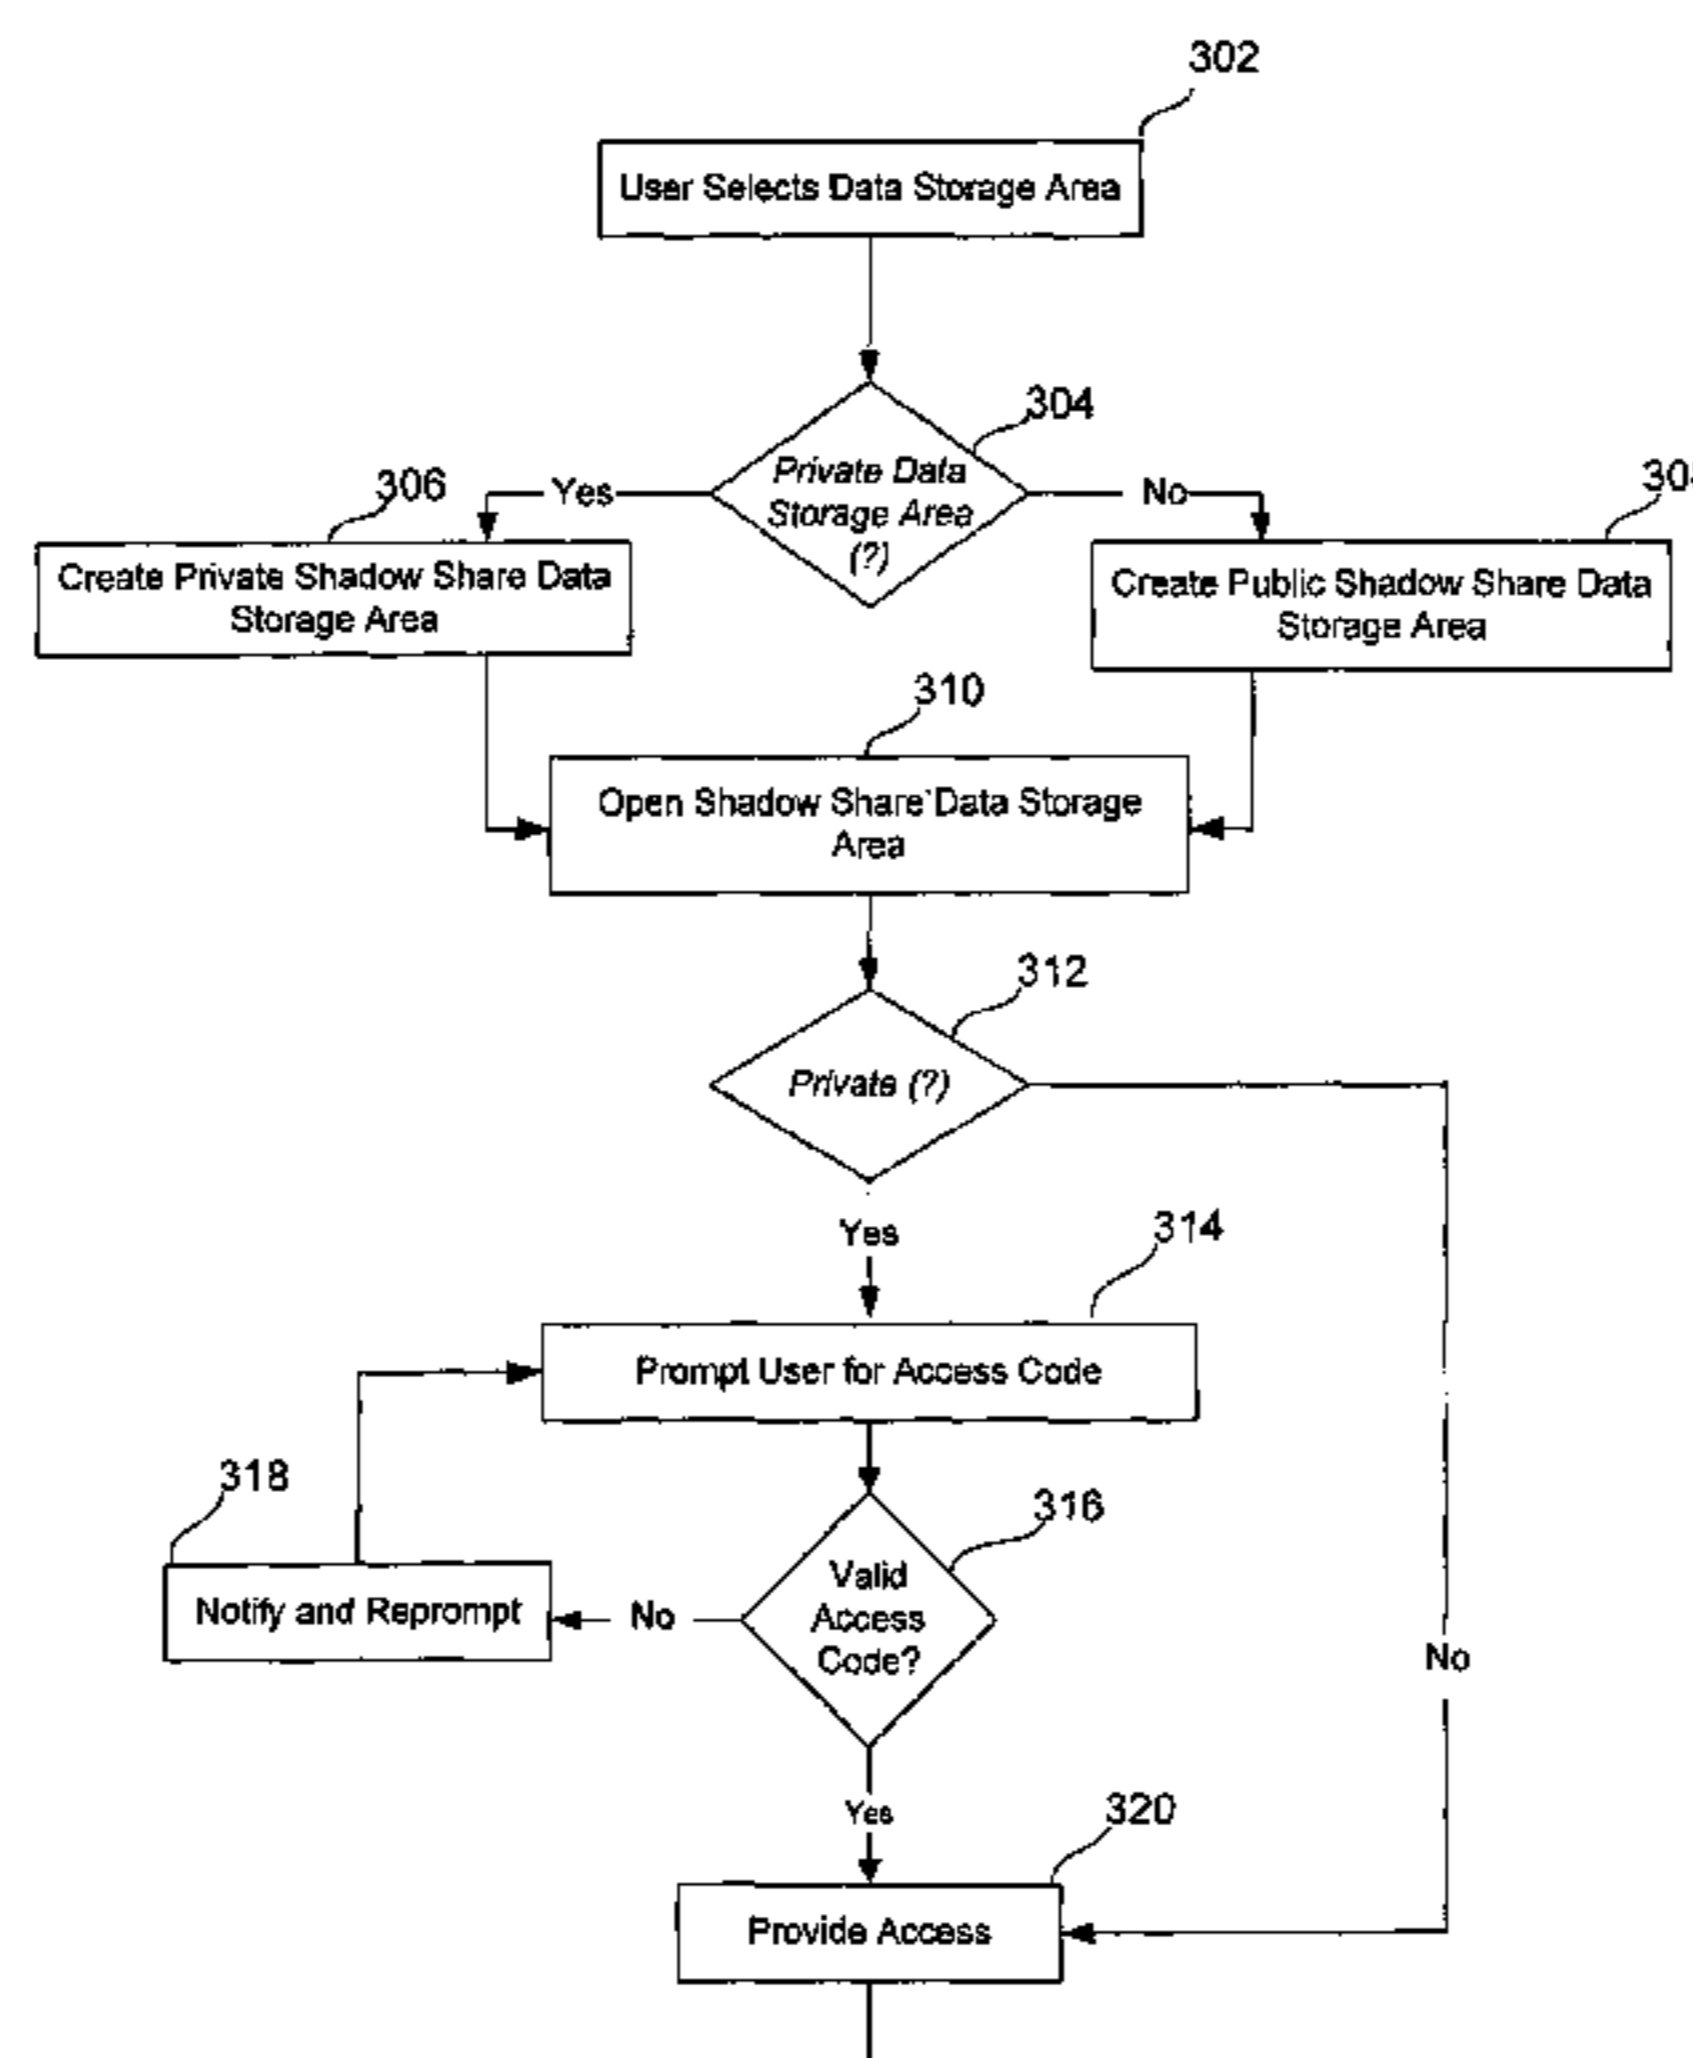 302
User Selects Data Storage Area
304
Private Data
Storage Area
(?)
Yes
No
306
Create Private Shadow Share Data
Storage Area
Create Public Shadow Share Data
Storage Area
310
Open Shadow Share Data Storage
Area
312
Private (?)
Yes
314
Prompt User for Access Code
318
Notify and Reprompt
No
316
Valid
Access
Code?
No
Yes
320
Provide Access